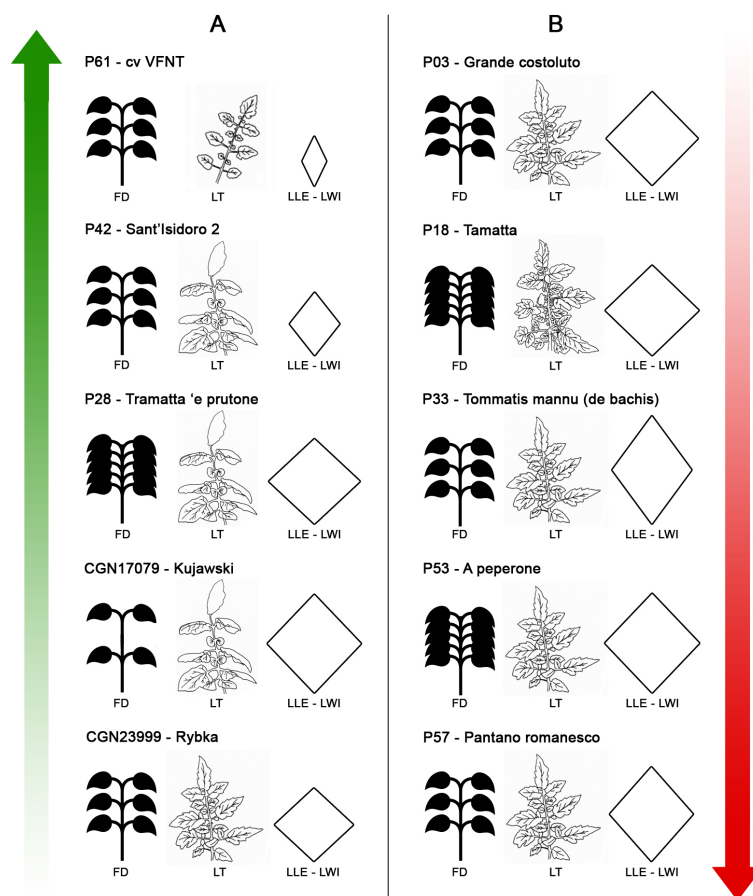 A
P61 - cv VFNT
FD
LT
LLE - LWI
P42 - Sant'Isidoro 2
FD
LT
LLE - LWI
P28 - Tramatta 'e prutone
FD
LT
LLE - LWI
CGN17079 - Kujawski
FD
LT
LLE - LWI
CGN23999 - Rybka
FD
LT
LLE - LWI
B
P03 - Grande costoluto
FD
LT
LLE - LWI
P18 - Tamatta
FD
LT
LLE - LWI
P33 - Tommatis mannu (de bachis)
FD
LT
LLE - LWI
P53 - A peperone
FD
LT
LLE - LWI
P57 - Pantano romanesco
FD
LT
LLE - LWI